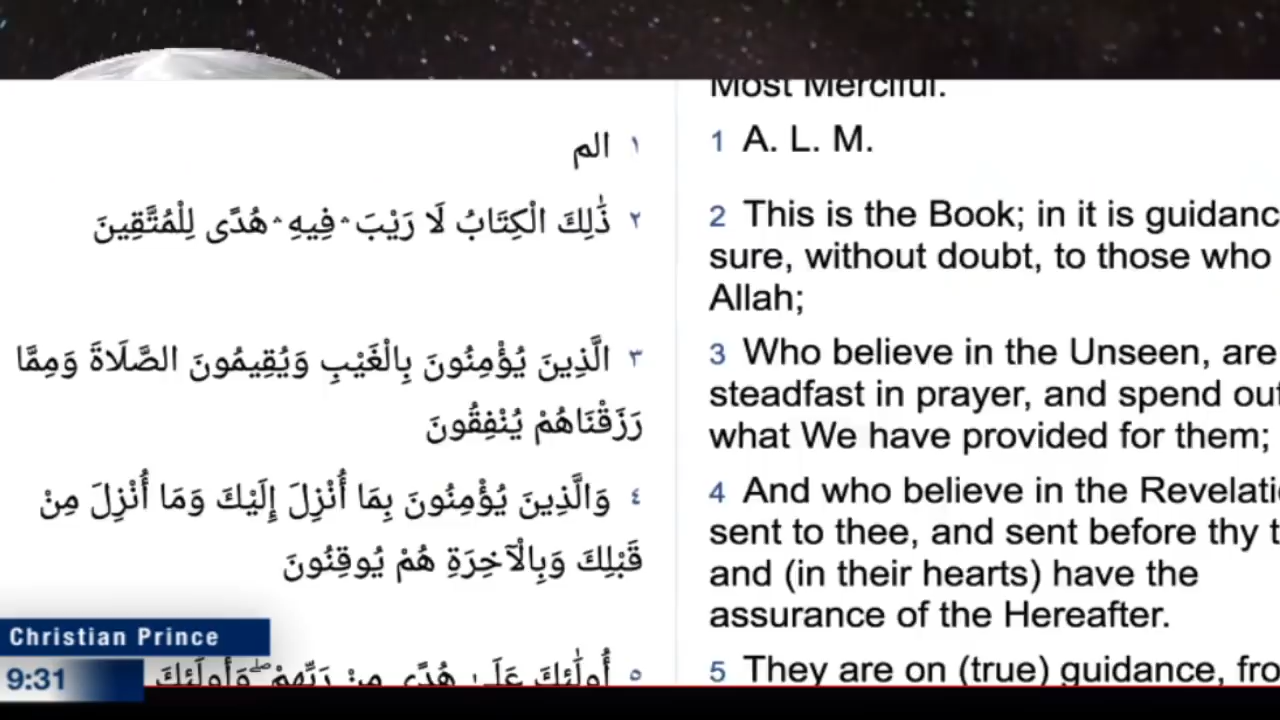 Most Merciful.
١ الم
1 A. L. M.
٢ ذَٰلِكَ الْكِتَابُ لَا رَيْبَ ۛ فِيهِ ۛ هُدًى لِلْمُتَّقِينَ
2 This is the Book; in it is guidanc
sure, without doubt, to those who
Allah;
٣ الَّذِينَ يُؤْمِنُونَ بِالْغَيْبِ وَيُقِيمُونَ الصَّلَاةَ وَمِمَّا
رَزَقْنَاهُمْ يُنْفِقُونَ
3 Who believe in the Unseen, are
steadfast in prayer, and spend out
what We have provided for them;
٤ وَالَّذِينَ يُؤْمِنُونَ بِمَا أُنْزِلَ إِلَيْكَ وَمَا أُنْزِلَ مِنْ
قَبْلِكَ وَبِالْآخِرَةِ هُمْ يُوقِنُونَ
4 And who believe in the Revelati
sent to thee, and sent before thy t
and (in their hearts) have the
assurance of the Hereafter.
٥ أُولَٰئِكَ عَلَىٰ هُدًى مِنْ رَبِّهِمْ ۖ وَأُولَٰئِكَ
5 They are on (true) guidance, fro
Christian Prince
9:31